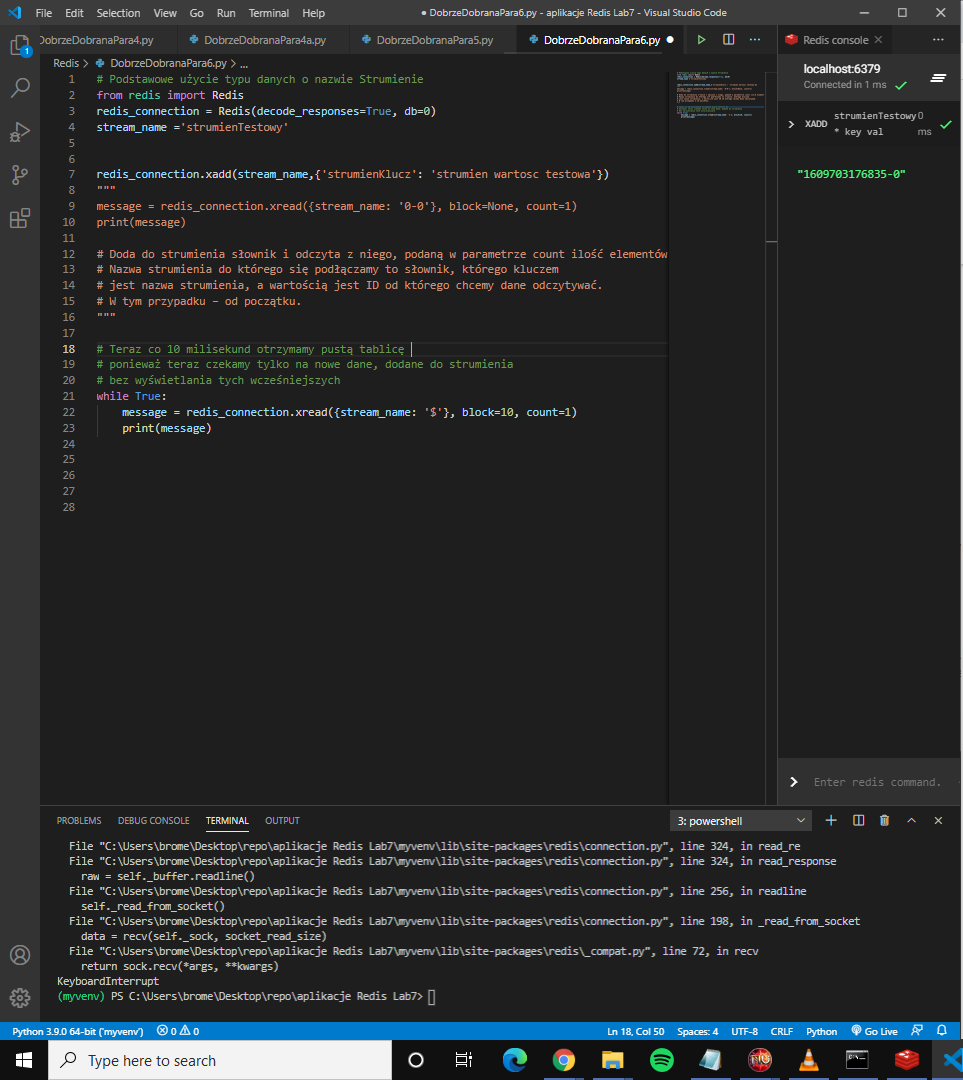 File Edit Selection View Go Run Terminal Help
● DobrzeDobranaPara6.py - aplikacje Redis Lab7 - Visual Studio Code
DobrzeDobranaPara4.py DobrzeDobranaPara4a.py DobrzeDobranaPara5.py DobrzeDobranaPara6.py ●
Redis > DobrzeDobranaPara6.py > ...
1 # Podstawowe użycie typu danych o nazwie Strumienie
2 from redis import Redis
3 redis_connection = Redis(decode_responses=True, db=0)
4 stream_name ='strumienTestowy'
5
6
7 redis_connection.xadd(stream_name,{'strumienKlucz': 'strumien wartosc testowa'})
8 """
9 message = redis_connection.xread({stream_name: '0-0'}, block=None, count=1)
10 print(message)
11
12 # Doda do strumienia słownik i odczyta z niego, podaną w parametrze count ilość elementów
13 # Nazwa strumienia do którego się podłączamy to słownik, którego kluczem
14 # jest nazwa strumienia, a wartością jest ID od którego chcemy dane odczytywać.
15 # W tym przypadku – od początku.
16 """
17
18 # Teraz co 10 milisekund otrzymamy pustą tablicę
19 # ponieważ teraz czekamy tylko na nowe dane, dodane do strumienia
20 # bez wyświetlania tych wcześniejszych
21 while True:
22 message = redis_connection.xread({stream_name: '$'}, block=10, count=1)
23 print(message)
24
25
26
27
28
Redis console
localhost:6379
Connected in 1 ms
XADD strumienTestowy 0
* key val ms
"1609703176835-0"
Enter redis command.
1
PROBLEMS DEBUG CONSOLE TERMINAL OUTPUT
3: powershell
File "C:\Users\brome\Desktop\repo\aplikacje Redis Lab7\myvenv\lib\site-packages\redis\connection.py", line 324, in read_re
File "C:\Users\brome\Desktop\repo\aplikacje Redis Lab7\myvenv\lib\site-packages\redis\connection.py", line 324, in read_response
raw = self._buffer.readline()
File "C:\Users\brome\Desktop\repo\aplikacje Redis Lab7\myvenv\lib\site-packages\redis\connection.py", line 256, in readline
self._read_from_socket()
File "C:\Users\brome\Desktop\repo\aplikacje Redis Lab7\myvenv\lib\site-packages\redis\connection.py", line 198, in _read_from_socket
data = recv(self._sock, socket_read_size)
File "C:\Users\brome\Desktop\repo\aplikacje Redis Lab7\myvenv\lib\site-packages\redis\_compat.py", line 72, in recv
return sock.recv(*args, **kwargs)
KeyboardInterrupt
(myvenv) PS C:\Users\brome\Desktop\repo\aplikacje Redis Lab7>
Python 3.9.0 64-bit ('myvenv') 0 0 Ln 18, Col 50 Spaces: 4 UTF-8 CRLF Python Go Live
Type here to search